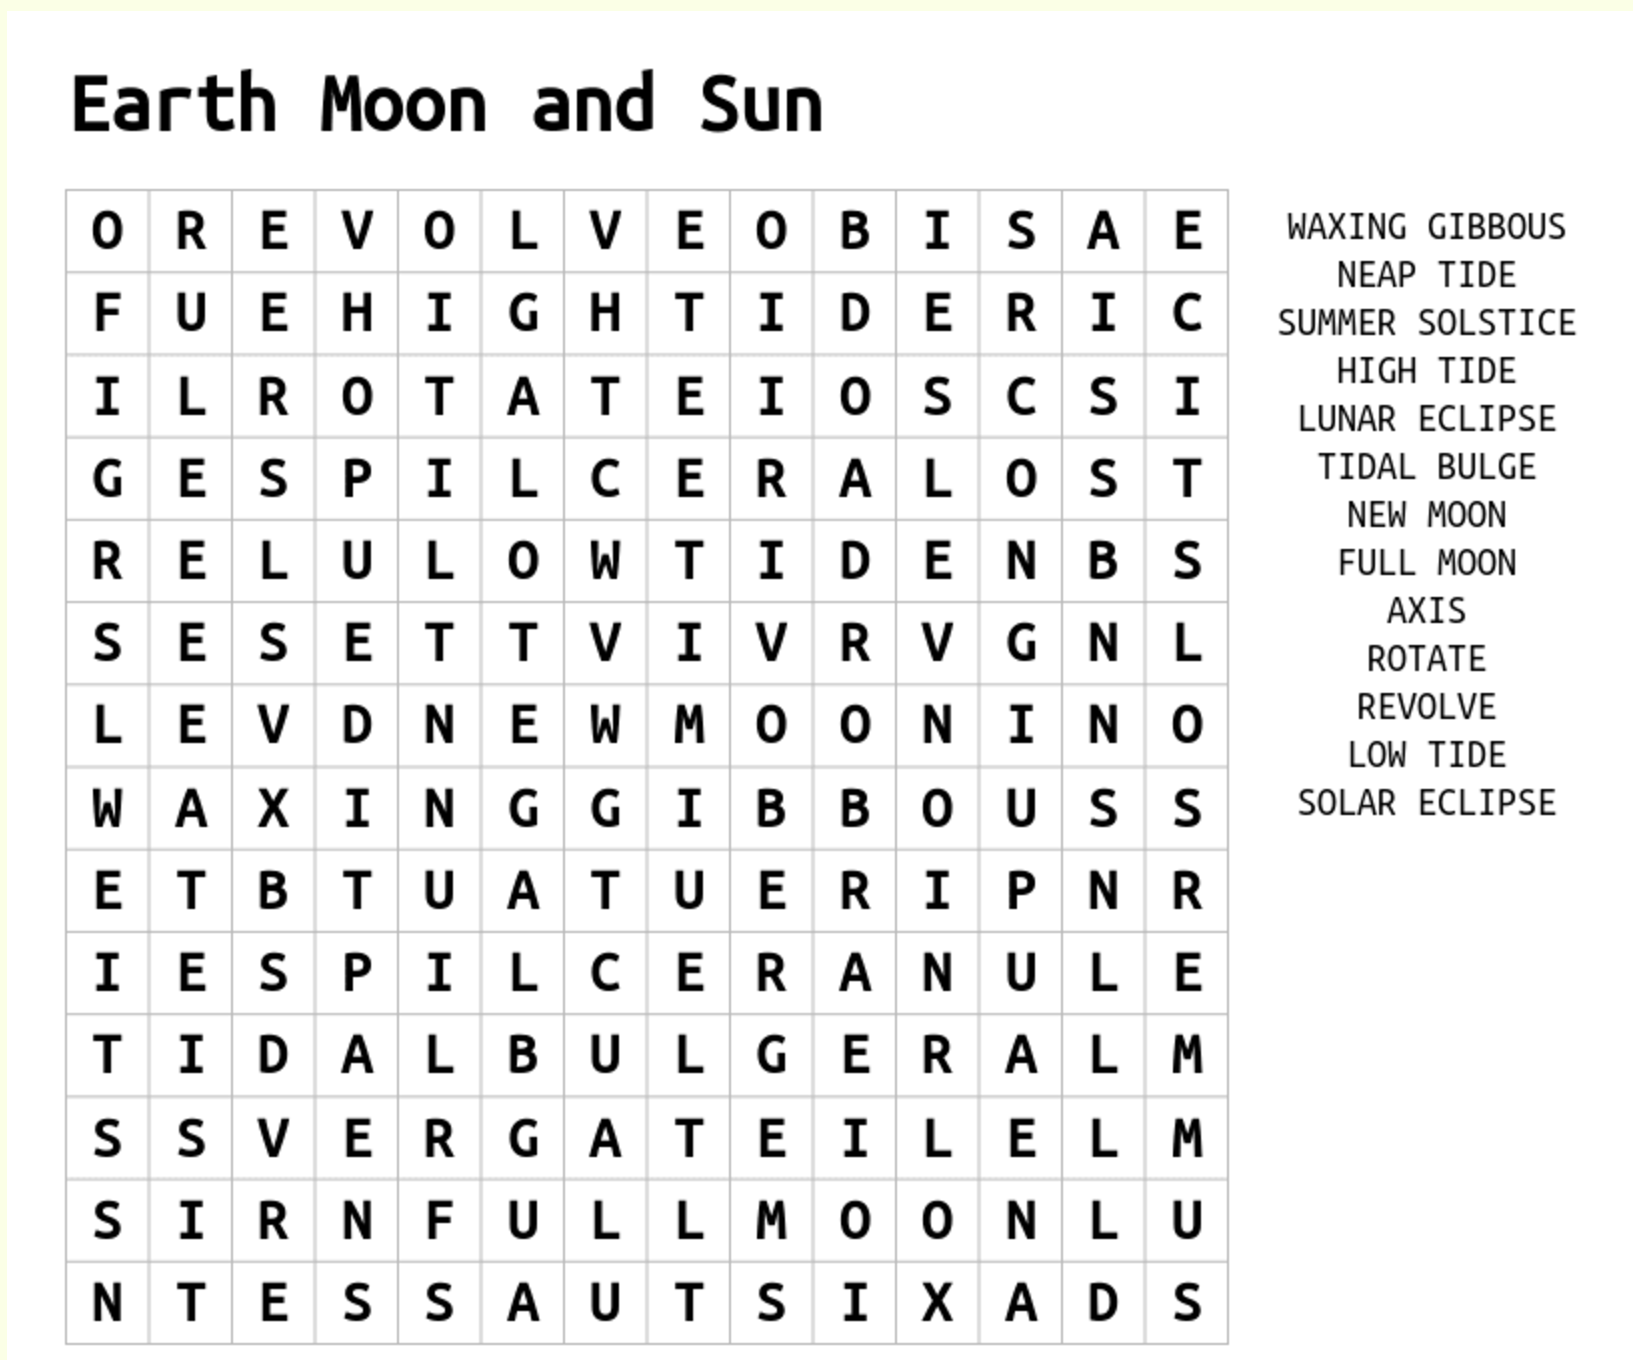 Earth Moon and Sun
O R E V O L V E O B I S A E
F U E H I G H T I D E R I C
I L R O T A T E I O S C S I
G E S P I L C E R A L O S T
R E L U L O W T I D E N B S
S E S E T T V I V R V G N L
L E V D N E W M O O N I N O
W A X I N G G I B B O U S S
E T B T U A T U E R I P N R
I E S P I L C E R A N U L E
T I D A L B U L G E R A L M
S S V E R G A T E I L E L M
S I R N F U L L M O O N L U
N T E S S A U T S I X A D S
WAXING GIBBOUS
NEAP TIDE
SUMMER SOLSTICE
HIGH TIDE
LUNAR ECLIPSE
TIDAL BULGE
NEW MOON
FULL MOON
AXIS
ROTATE
REVOLVE
LOW TIDE
SOLAR ECLIPSE